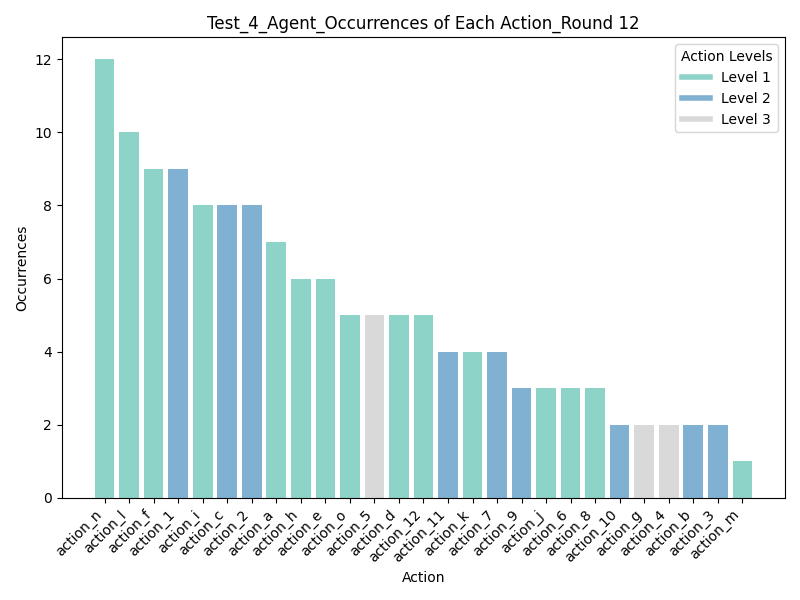 Test_4_Agent_Occurrences of Each Action_Round 12
Action Levels
Level 1
Level 2
Level 3
Occurrences
12
10
8
6
4
2
0
action_n
action_l
action_f
action_1
action_i
action_c
action_2
action_a
action_h
action_e
action_o
action_5
action_d
action_12
action_11
action_k
action_7
action_9
action_j
action_6
action_8
action_10
action_g
action_4
action_b
action_3
action_m
Action